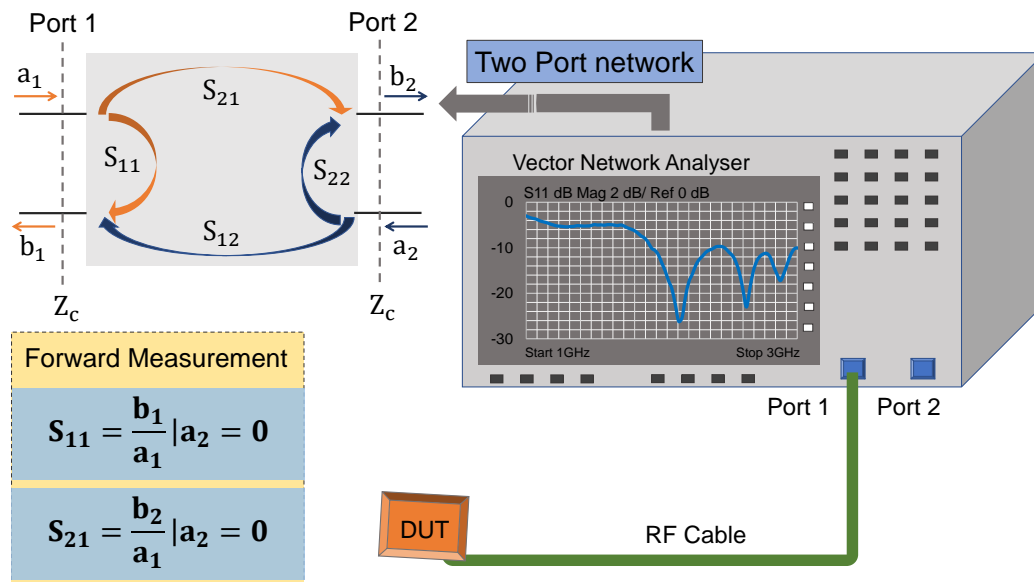 Port 1
Port 2
a₁
b₂
S₂₁
S₁₁
S₂₂
S₁₂
b₁
a₂
Z_c
Z_c
Two Port network
Vector Network Analyser
S11 dB Mag 2 dB/ Ref 0 dB
0
-10
-20
-30
Start 1GHz
Stop 3GHz
Port 1
Port 2
Forward Measurement
S₁₁ = b₁/a₁ |a₂ = 0
S₂₁ = b₂/a₁ |a₂ = 0
DUT
RF Cable